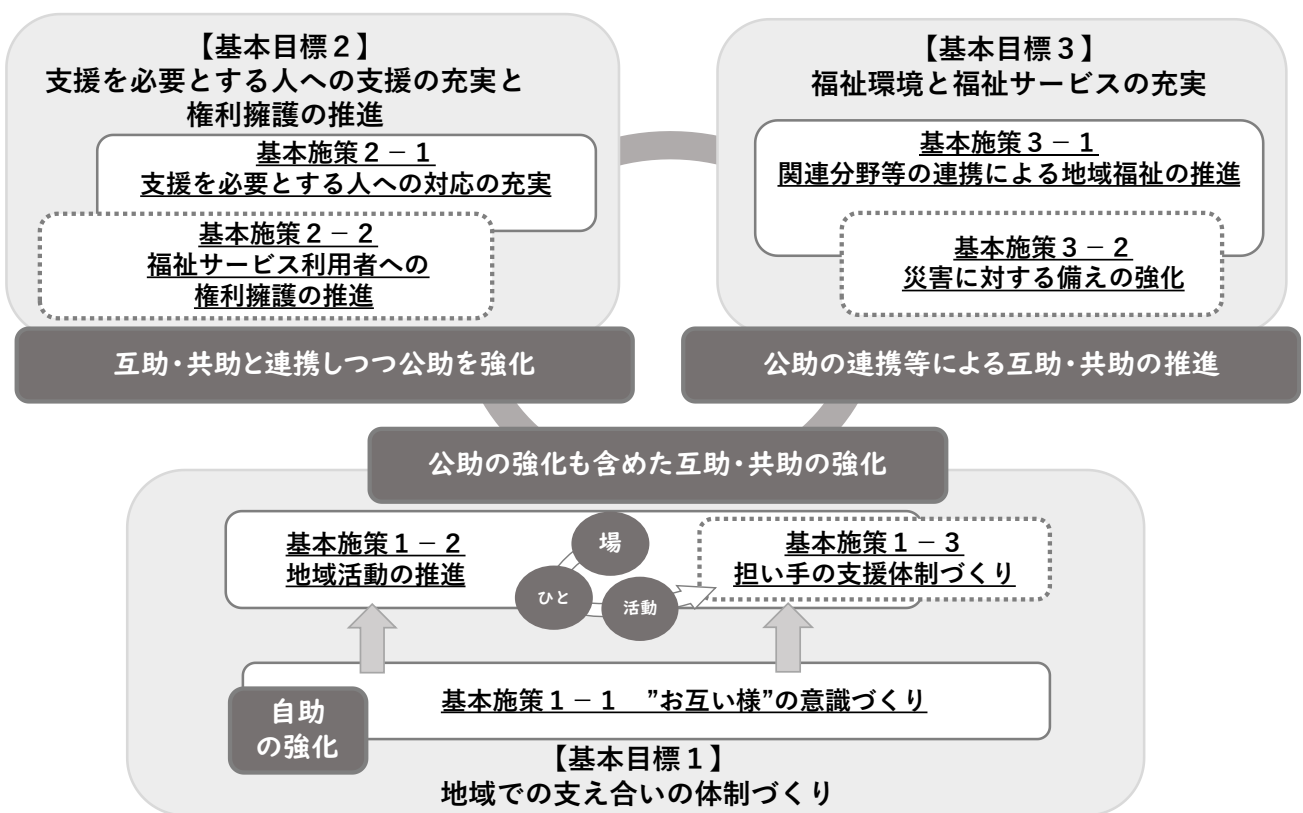 【基本目標２】
支援を必要とする人への支援の充実と
権利擁護の推進
基本施策２－１
支援を必要とする人への対応の充実
基本施策２－２
福祉サービス利用者への
権利擁護の推進
互助・共助と連携しつつ公助を強化
【基本目標３】
福祉環境と福祉サービスの充実
基本施策３－１
関連分野等の連携による地域福祉の推進
基本施策３－２
災害に対する備えの強化
公助の連携等による互助・共助の推進
公助の強化も含めた互助・共助の強化
基本施策１－２
地域活動の推進
場
ひと
活動
基本施策１－３
担い手の支援体制づくり
基本施策１－１　”お互い様”の意識づくり
自助
の強化
【基本目標１】
地域での支え合いの体制づくり